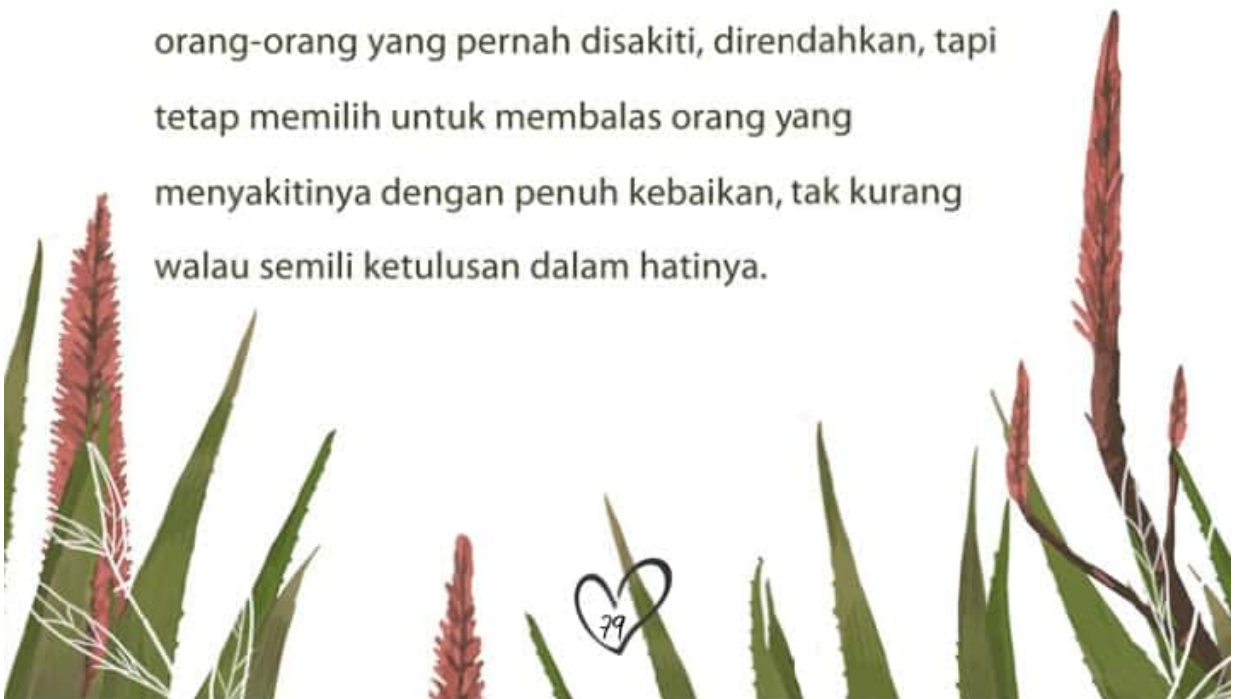 orang-orang yang pernah disakiti, direndahkan, tapi
tetap memilih untuk membalas orang yang
menyakitinya dengan penuh kebaikan, tak kurang
walau semili ketulusan dalam hatinya.
79